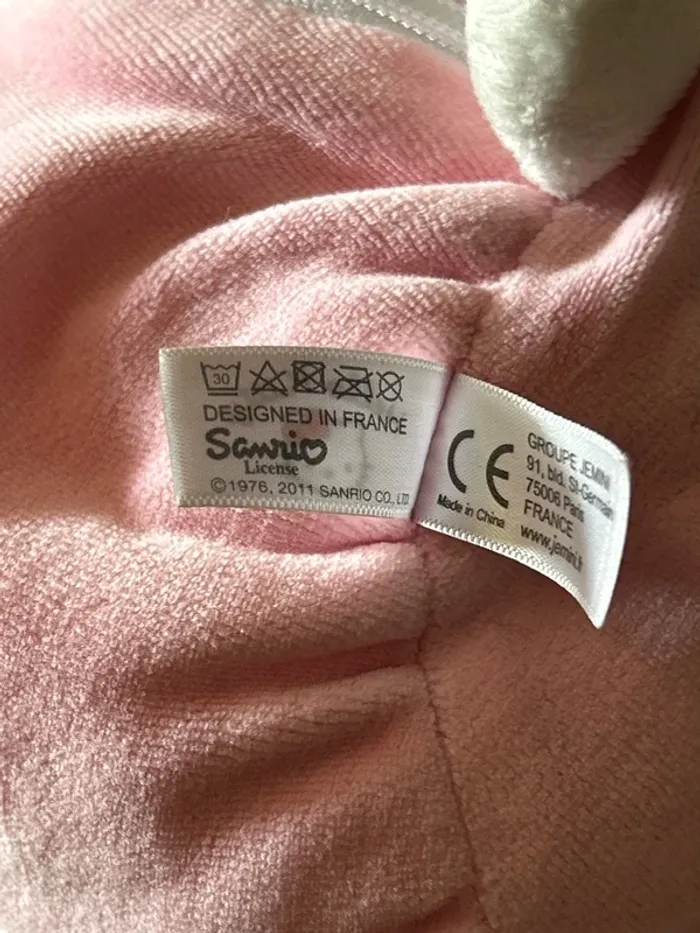 30
DESIGNED IN FRANCE
Sanrio
License
©1976, 2011 SANRIO CO., LTD
CE
Made in China
GROUPE JEMINI
91, bld. St-Germain
75006 Paris
FRANCE
www.jemini.fr